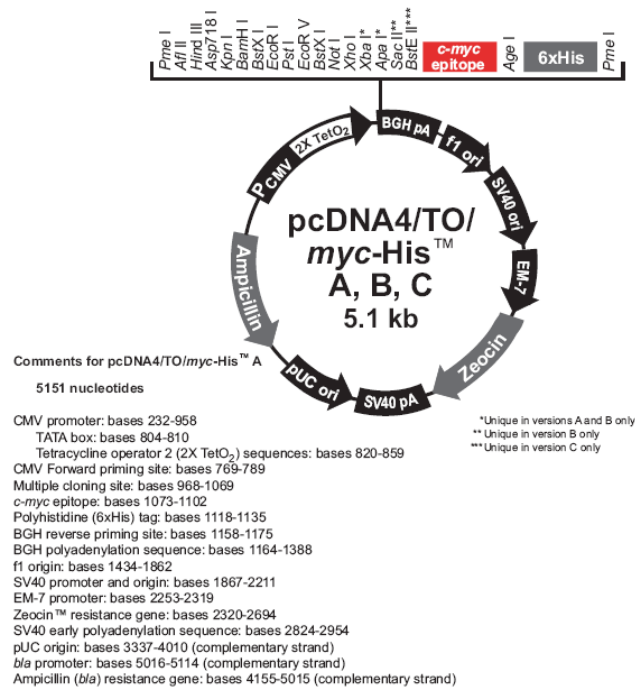 Pme I
Afl II
Hind III
Asp718 I
Kpn I
BamH I
BstX I
EcoR I
Pst I
EcoR V
BstX I
Not I
Xho I
Xba I*
Apa I*
Sac II**
BstE II***
c-myc
epitope
Age I
6xHis
Pme I
PCMV
2X TetO2
BGH pA
f1 ori
SV40 ori
EM-7
Zeocin
SV40 pA
pUC ori
Ampicillin
pcDNA4/TO/
myc-His™
A, B, C
5.1 kb
Comments for pcDNA4/TO/myc-His™ A
5151 nucleotides
*Unique in versions A and B only
** Unique in version B only
*** Unique in version C only
CMV promoter: bases 232-958
TATA box: bases 804-810
Tetracycline operator 2 (2X TetO2) sequences: bases 820-859
CMV Forward priming site: bases 769-789
Multiple cloning site: bases 968-1069
c-myc epitope: bases 1073-1102
Polyhistidine (6xHis) tag: bases 1118-1135
BGH reverse priming site: bases 1158-1175
BGH polyadenylation sequence: bases 1164-1388
f1 origin: bases 1434-1862
SV40 promoter and origin: bases 1867-2211
EM-7 promoter: bases 2253-2319
Zeocin™ resistance gene: bases 2320-2694
SV40 early polyadenylation sequence: bases 2824-2954
pUC origin: bases 3337-4010 (complementary strand)
bla promoter: bases 5016-5114 (complementary strand)
Ampicillin (bla) resistance gene: bases 4155-5015 (complementary strand)